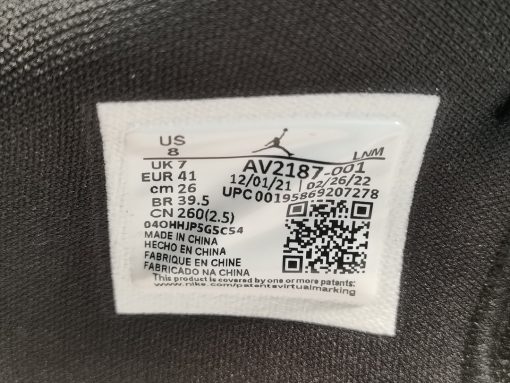 US
8
UK 7
EUR 41
cm 26
BR 39.5
CN 260(2.5)
04OHHJP5G5C54
MADE IN CHINA
HECHO EN CHINA
FABRIQUE EN CHINE
FABRICADO NA CHINA
LNM
AV2187-001
12/01/21 02/26/22
UPC 00195869207278
This product is covered by one or more patents:
www.nike.com/patentsvirtualmarking